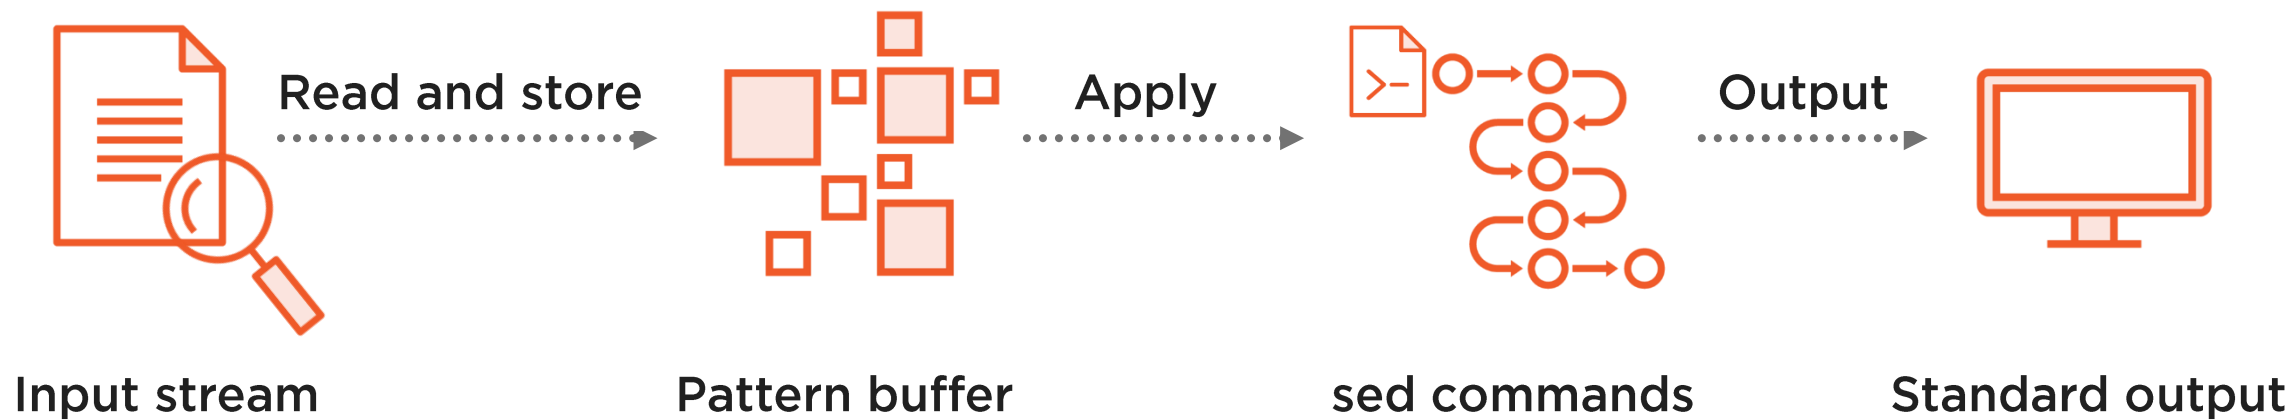 Read and store
Apply
Output
Input stream
Pattern buffer
sed commands
Standard output